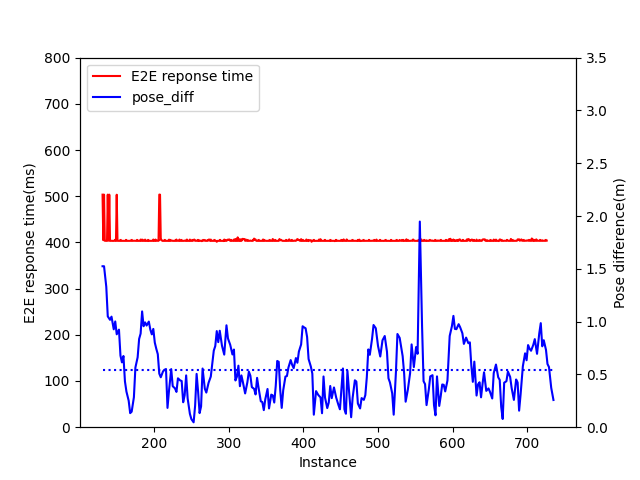 E2E reponse time
pose_diff
E2E response time(ms)
800
700
600
500
400
300
200
100
0
3.5
3.0
2.5
2.0
1.5
1.0
0.5
0.0
Pose difference(m)
200 300 400 500 600 700
Instance